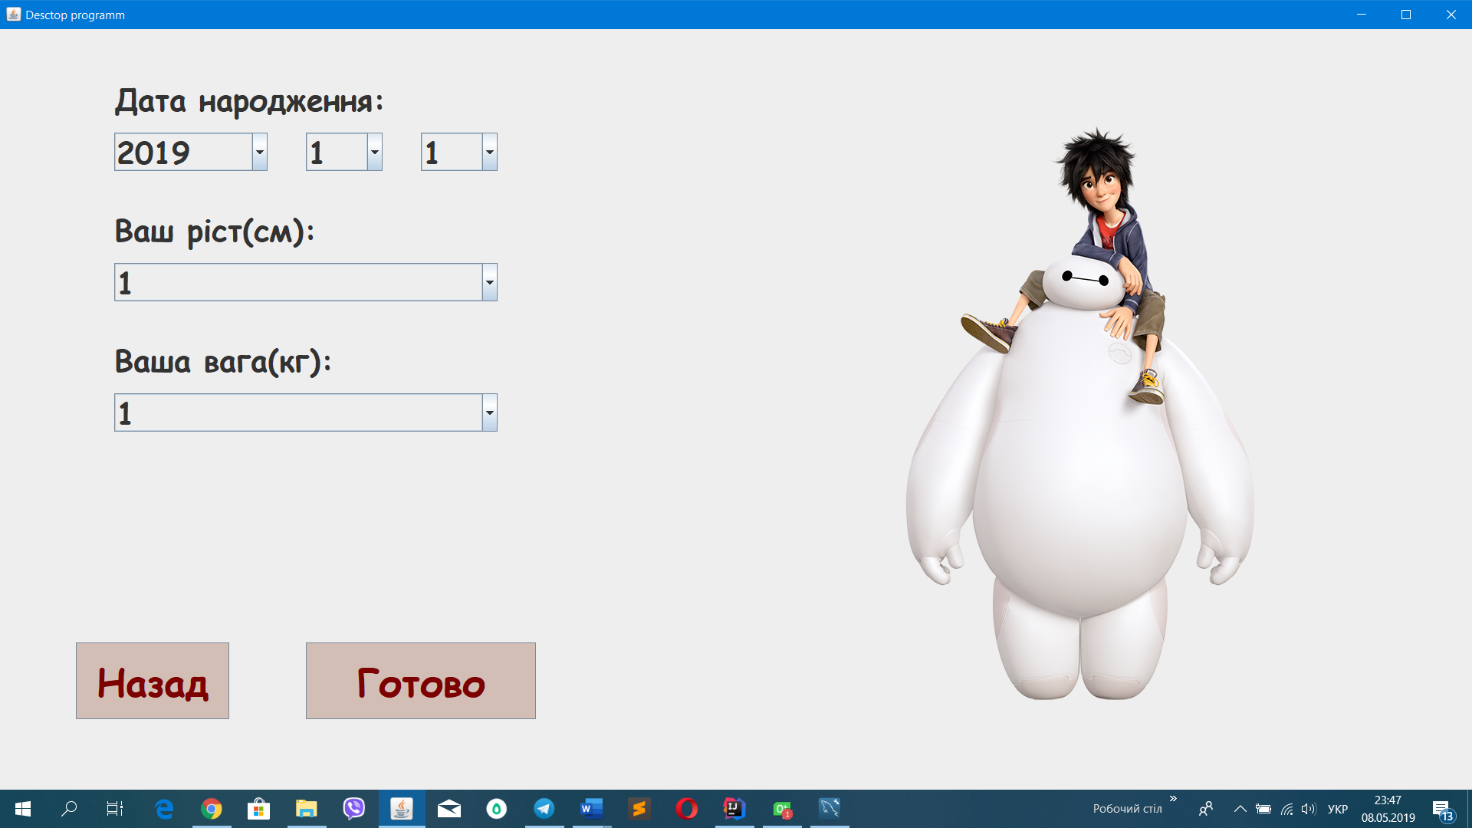 Desctop programm
Дата народження:
2019 1 1
Ваш ріст(см):
1
Ваша вага(кг):
1
Назад Готово
Робочий стіл » УКР 23:47
08.05.2019 13